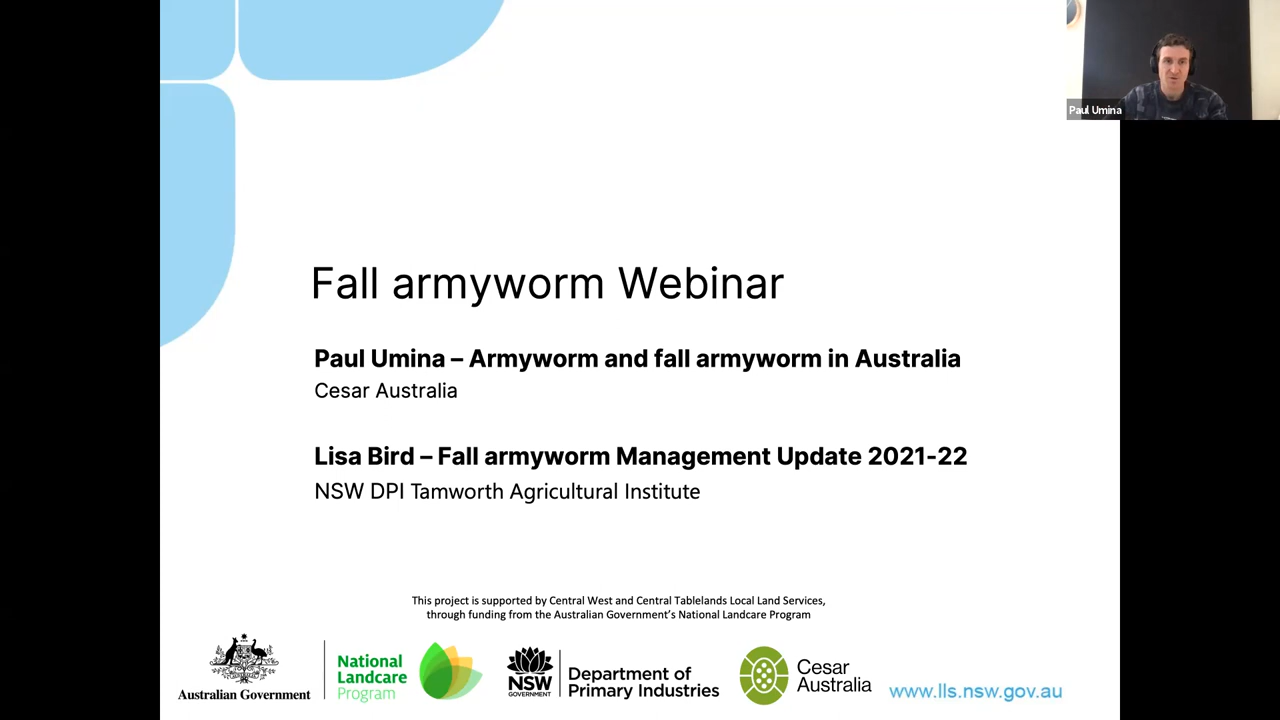 Paul Umina
Fall armyworm Webinar
Paul Umina – Armyworm and fall armyworm in Australia
Cesar Australia
Lisa Bird – Fall armyworm Management Update 2021-22
NSW DPI Tamworth Agricultural Institute
This project is supported by Central West and Central Tablelands Local Land Services,
through funding from the Australian Government's National Landcare Program
Australian Government
National
Landcare
Program
NSW
GOVERNMENT
Department of
Primary Industries
Cesar
Australia
www.lls.nsw.gov.au